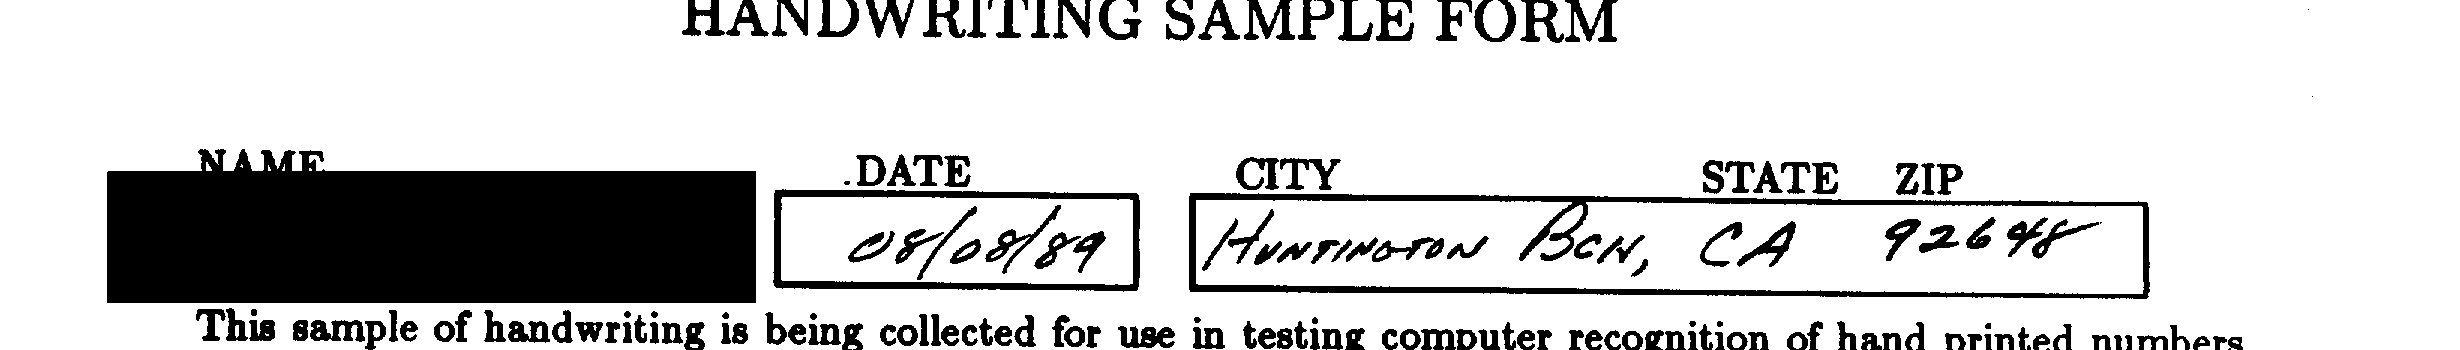 HANDWRITING SAMPLE FORM
NAME DATE CITY STATE ZIP
08/08/89 HUNTINGTON BCH, CA 92648
This sample of handwriting is being collected for use in testing computer recognition of hand printed numbers